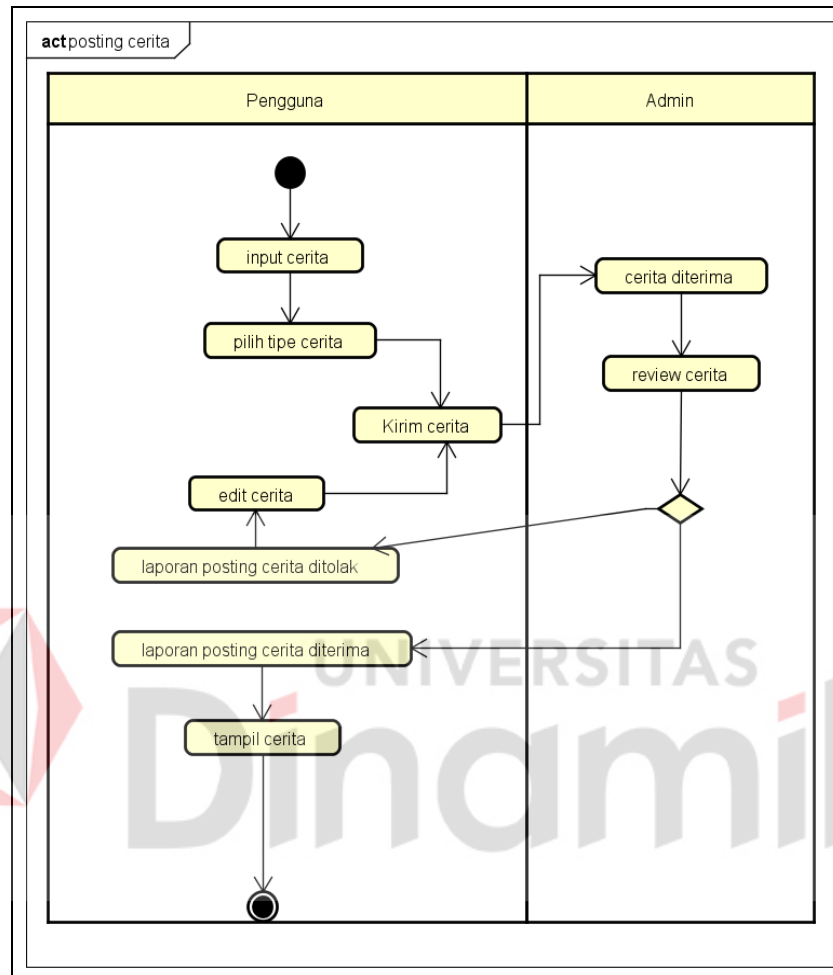 act posting cerita
Pengguna
Admin
input cerita
cerita diterima
pilih tipe cerita
review cerita
Kirim cerita
edit cerita
laporan posting cerita ditolak
laporan posting cerita diterima
UNIVERSITAS
tampil cerita
Dinami